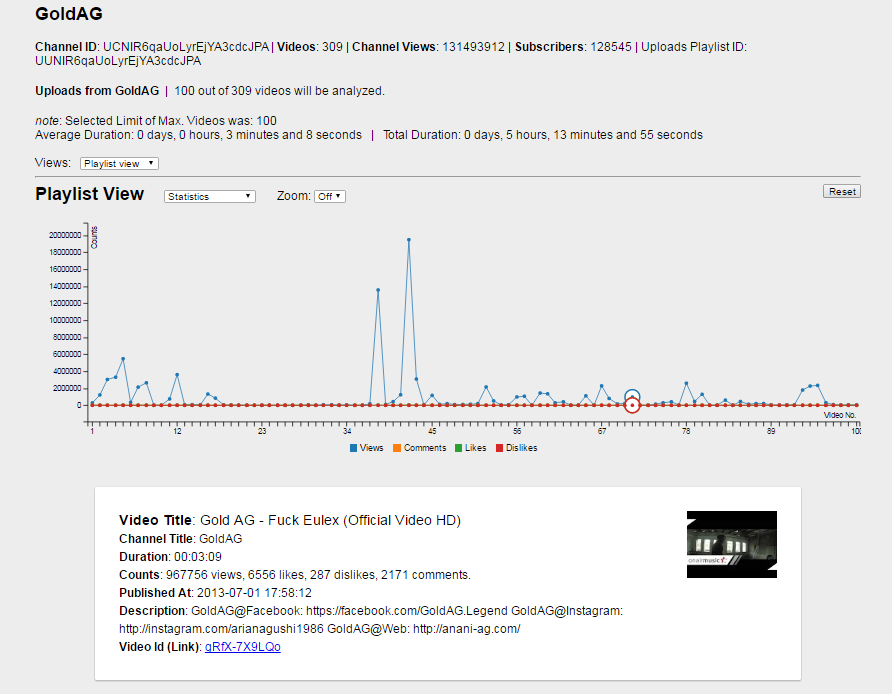 GoldAG
Channel ID: UCNIR6qaUoLyrEjYA3cdcJPA | Videos: 309 | Channel Views: 131493912 | Subscribers: 128545 | Uploads Playlist ID:
UUNIR6qaUoLyrEjYA3cdcJPA
Uploads from GoldAG | 100 out of 309 videos will be analyzed.
note: Selected Limit of Max. Videos was: 100
Average Duration: 0 days, 0 hours, 3 minutes and 8 seconds | Total Duration: 0 days, 5 hours, 13 minutes and 55 seconds
Views: Playlist view
Playlist View Statistics Zoom: Off Reset
Counts
20000000
18000000
16000000
14000000
12000000
10000000
8000000
6000000
4000000
2000000
0
Video No.
1 12 23 34 45 56 67 78 89 100
Views Comments Likes Dislikes
Video Title: Gold AG - Fuck Eulex (Official Video HD)
Channel Title: GoldAG
Duration: 00:03:09
Counts: 967756 views, 6556 likes, 287 dislikes, 2171 comments.
Published At: 2013-07-01 17:58:12
Description: GoldAG@Facebook: https://facebook.com/GoldAG.Legend GoldAG@Instagram:
http://instagram.com/arianagushi1986 GoldAG@Web: http://anani-ag.com/
Video Id (Link): qRfX-7X9LQo